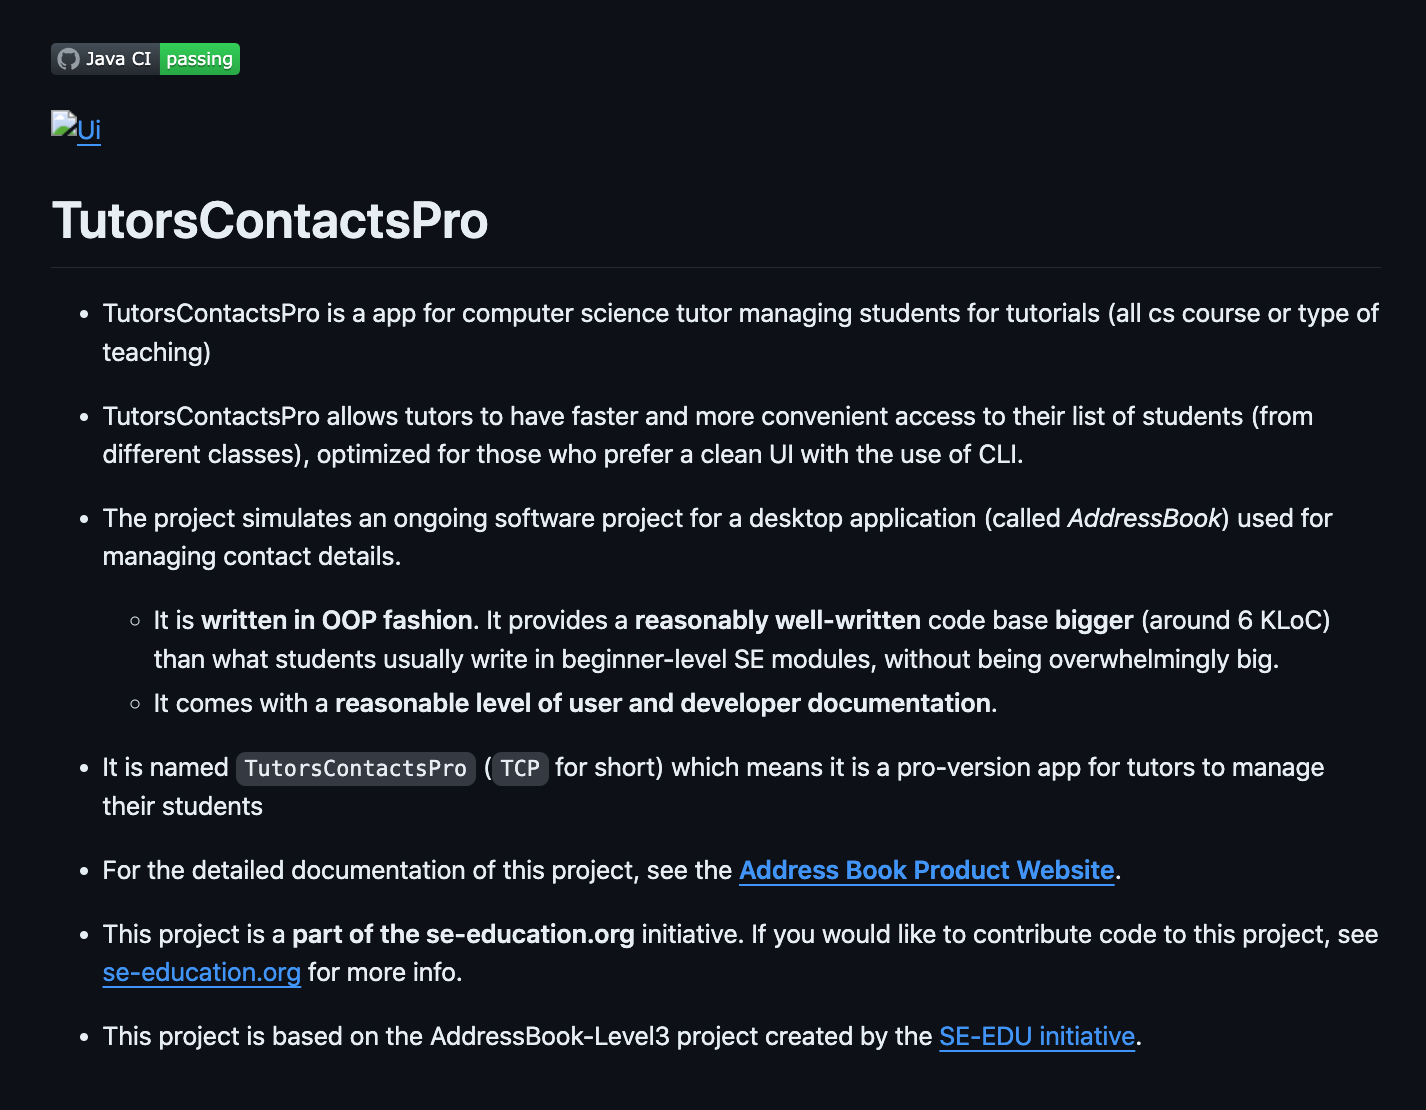 Java CI passing
Ui
TutorsContactsPro
TutorsContactsPro is a app for computer science tutor managing students for tutorials (all cs course or type of
teaching)
TutorsContactsPro allows tutors to have faster and more convenient access to their list of students (from
different classes), optimized for those who prefer a clean UI with the use of CLI.
The project simulates an ongoing software project for a desktop application (called AddressBook) used for
managing contact details.
It is written in OOP fashion. It provides a reasonably well-written code base bigger (around 6 KLoC)
than what students usually write in beginner-level SE modules, without being overwhelmingly big.
It comes with a reasonable level of user and developer documentation.
It is named TutorsContactsPro (TCP for short) which means it is a pro-version app for tutors to manage
their students
For the detailed documentation of this project, see the Address Book Product Website.
This project is a part of the se-education.org initiative. If you would like to contribute code to this project, see
se-education.org for more info.
This project is based on the AddressBook-Level3 project created by the SE-EDU initiative.